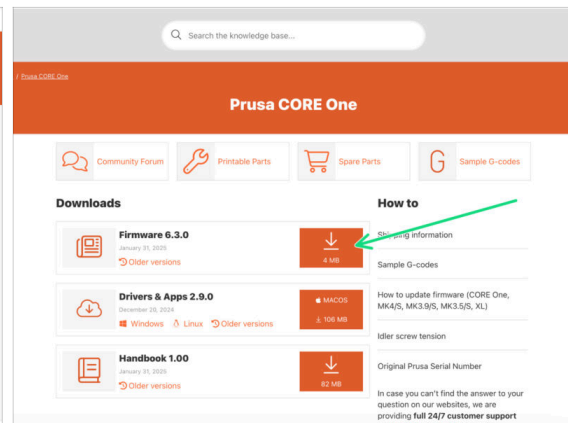 Search the knowledge base...
/ Prusa CORE One
Prusa CORE One
Community Forum
Printable Parts
Spare Parts
Sample G-codes
Downloads
Firmware 6.3.0
January 31, 2025
Older versions
4 MB
Drivers & Apps 2.9.0
December 20, 2024
Windows Linux Older versions
MACOS
106 MB
Handbook 1.00
January 31, 2025
Older versions
82 MB
How to
Shipping information
Sample G-codes
How to update firmware (CORE One,
MK4/S, MK3.9/S, MK3.5/S, XL)
Idler screw tension
Original Prusa Serial Number
In case you can't find the answer to your
question on our websites, we are
providing full 24/7 customer support